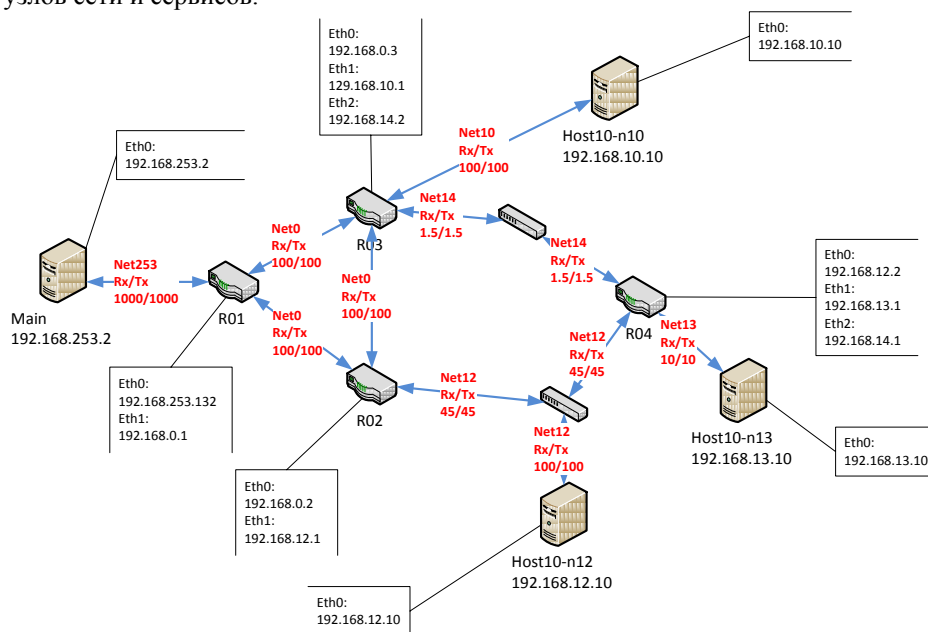 узлов сети и сервисов.
Eth0:
192.168.0.3
Eth1:
129.168.10.1
Eth2:
192.168.14.2
Eth0:
192.168.10.10
Host10-n10
192.168.10.10
Net10
Rx/Tx
100/100
Eth0:
192.168.253.2
Net14
Rx/Tx
1.5/1.5
R03
Net0
Rx/Tx
100/100
Net14
Rx/Tx
1.5/1.5
Net253
Rx/Tx
1000/1000
Main
192.168.253.2
R01
Net0
Rx/Tx
100/100
Net0
Rx/Tx
100/100
R04
Eth0:
192.168.12.2
Eth1:
192.168.13.1
Eth2:
192.168.14.1
Net13
Rx/Tx
10/10
Net12
Rx/Tx
45/45
Eth0:
192.168.253.132
Eth1:
192.168.0.1
R02
Net12
Rx/Tx
45/45
Net12
Rx/Tx
100/100
Host10-n13
192.168.13.10
Eth0:
192.168.13.10
Eth0:
192.168.0.2
Eth1:
192.168.12.1
Host10-n12
192.168.12.10
Eth0:
192.168.12.10